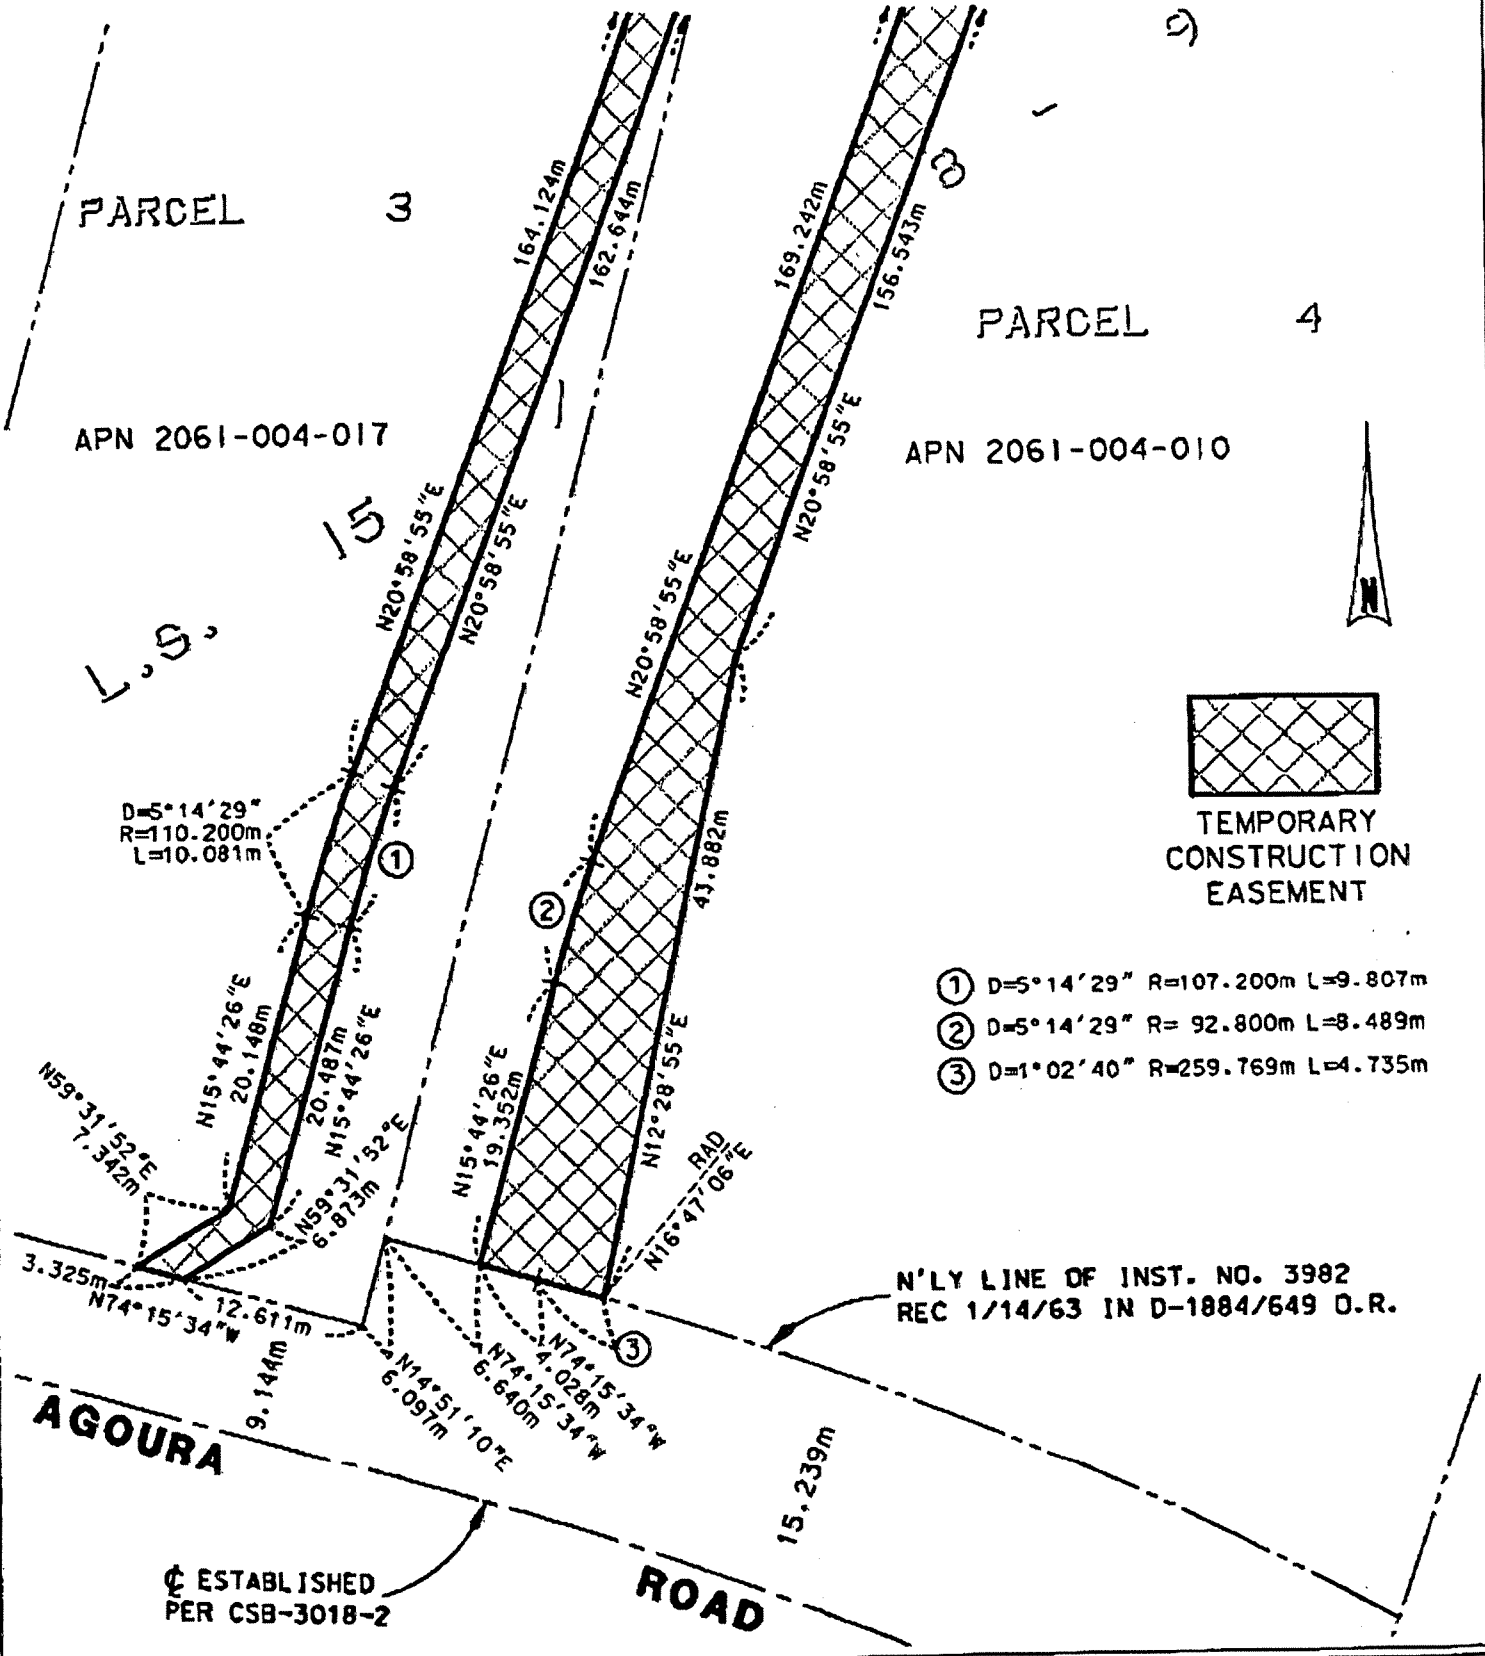 PARCEL 3
164.124m
162.644m
169.242m
156.543m
8
9
PARCEL 4
APN 2061-004-017
APN 2061-004-010
L.S. 15
N20°58'55"E
N20°58'55"E
N20°58'55"E
N20°58'55"E
N
D=5°14'29"
R=110.200m
L=10.081m
1
2
43.882m
TEMPORARY
CONSTRUCTION
EASEMENT
1 D=5°14'29" R=107.200m L=9.807m
2 D=5°14'29" R= 92.800m L=8.489m
3 D=1°02'40" R=259.769m L=4.735m
N15°44'26"E
20.148m
20.487m
N15°44'26"E
N15°44'26"E
19.352m
N12°28'55"E
N59°31'52"E
7.342m
N59°31'52"E
6.873m
RAD
N16°47'06"E
3.325m
N74°15'34"W
12.611m
9.144m
N14°51'10"E
6.097m
N74°15'34"W
6.640m
N74°15'34"W
4.028m
3
N'LY LINE OF INST. NO. 3982
REC 1/14/63 IN D-1884/649 O.R.
15.239m
AGOURA ROAD
℄ ESTABLISHED
PER CSB-3018-2